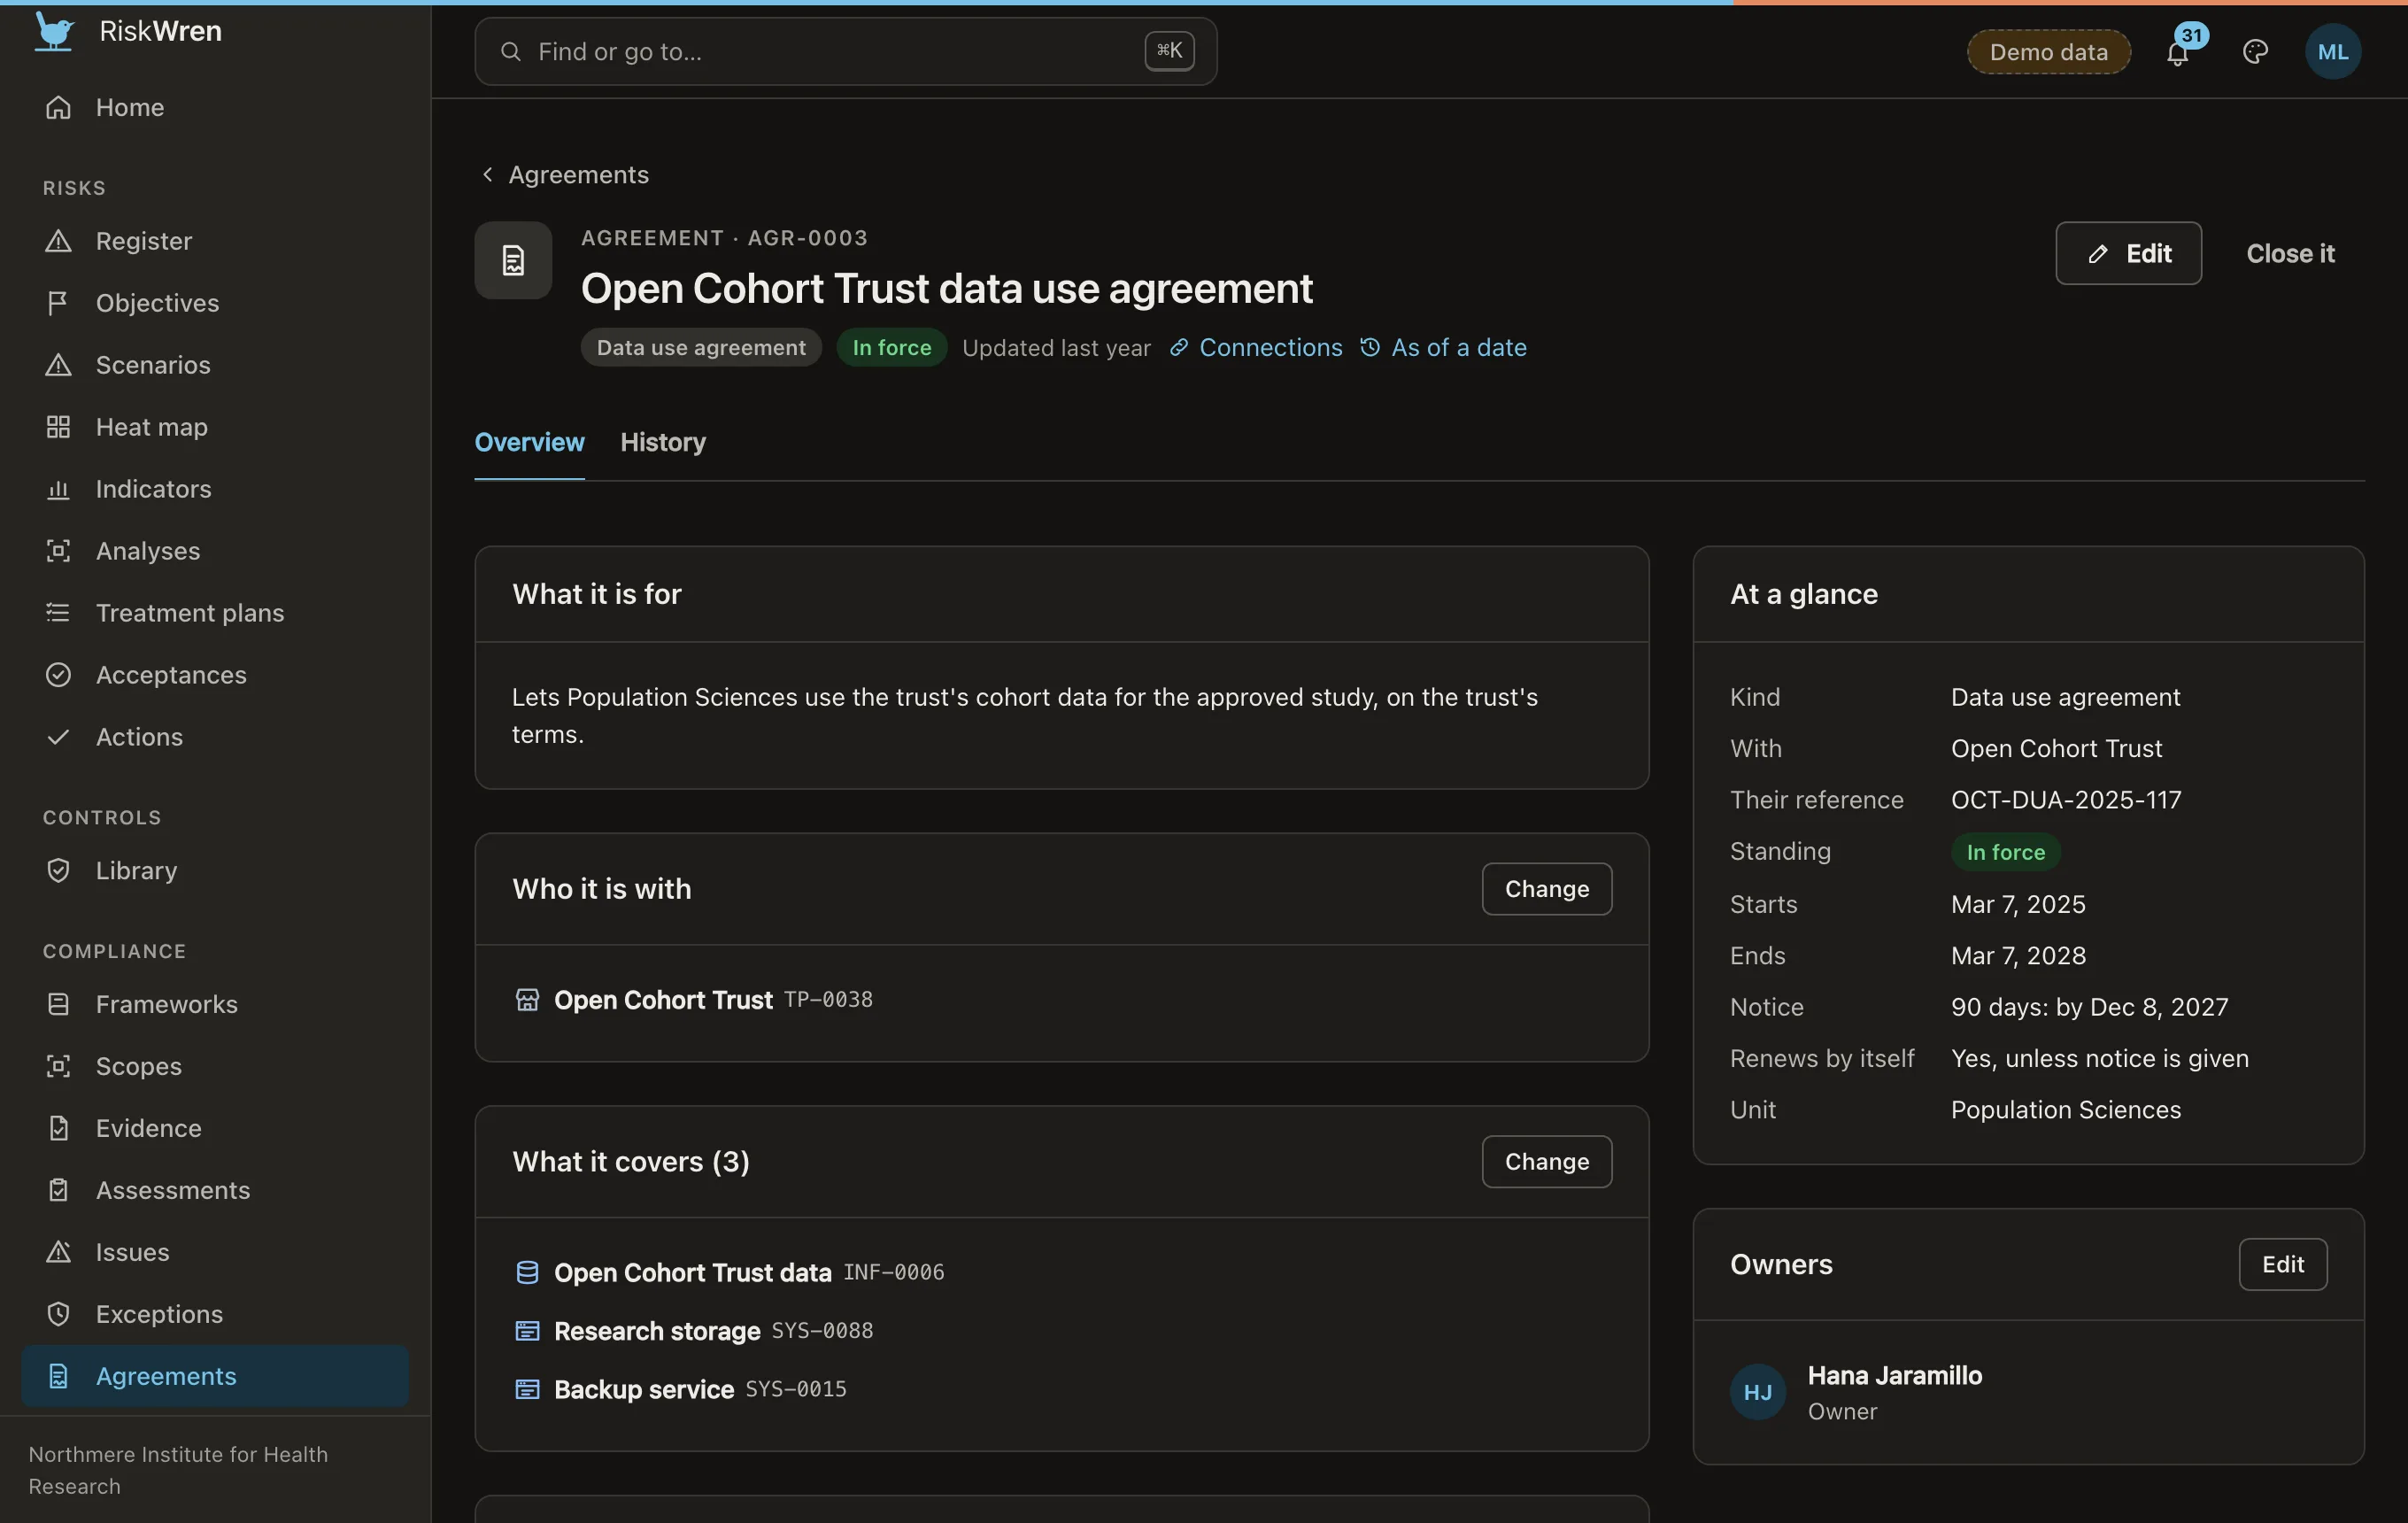 RiskWren
Find or go to...
⌘K
Demo data
31
ML
Home
RISKS
Register
Objectives
Scenarios
Heat map
Indicators
Analyses
Treatment plans
Acceptances
Actions
CONTROLS
Library
COMPLIANCE
Frameworks
Scopes
Evidence
Assessments
Issues
Exceptions
Agreements
Northmere Institute for Health
Research
Agreements
AGREEMENT · AGR-0003
Open Cohort Trust data use agreement
Edit
Close it
Data use agreement
In force
Updated last year
Connections
As of a date
Overview
History
What it is for
Lets Population Sciences use the trust's cohort data for the approved study, on the trust's
terms.
Who it is with
Change
Open Cohort Trust TP-0038
What it covers (3)
Change
Open Cohort Trust data INF-0006
Research storage SYS-0088
Backup service SYS-0015
At a glance
Kind Data use agreement
With Open Cohort Trust
Their reference OCT-DUA-2025-117
Standing In force
Starts Mar 7, 2025
Ends Mar 7, 2028
Notice 90 days: by Dec 8, 2027
Renews by itself Yes, unless notice is given
Unit Population Sciences
Owners
Edit
HJ
Hana Jaramillo
Owner